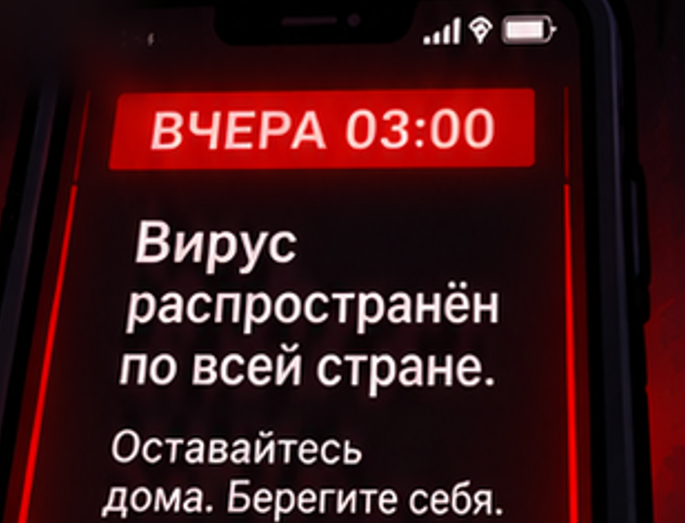 ВЧЕРА 03:00
Вирус
распространён
по всей стране.
Оставайтесь
дома. Берегите себя.